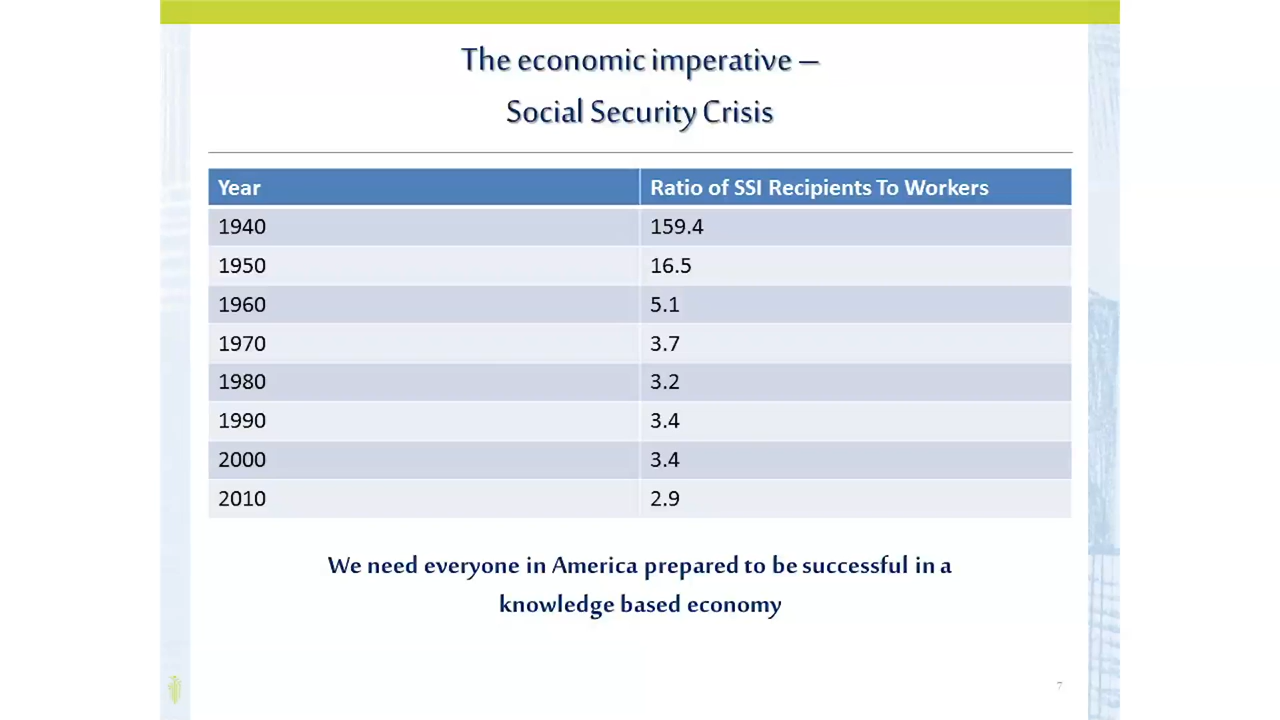 The economic imperative –
Social Security Crisis
Year Ratio of SSI Recipients To Workers
1940 159.4
1950 16.5
1960 5.1
1970 3.7
1980 3.2
1990 3.4
2000 3.4
2010 2.9
We need everyone in America prepared to be successful in a
knowledge based economy
7